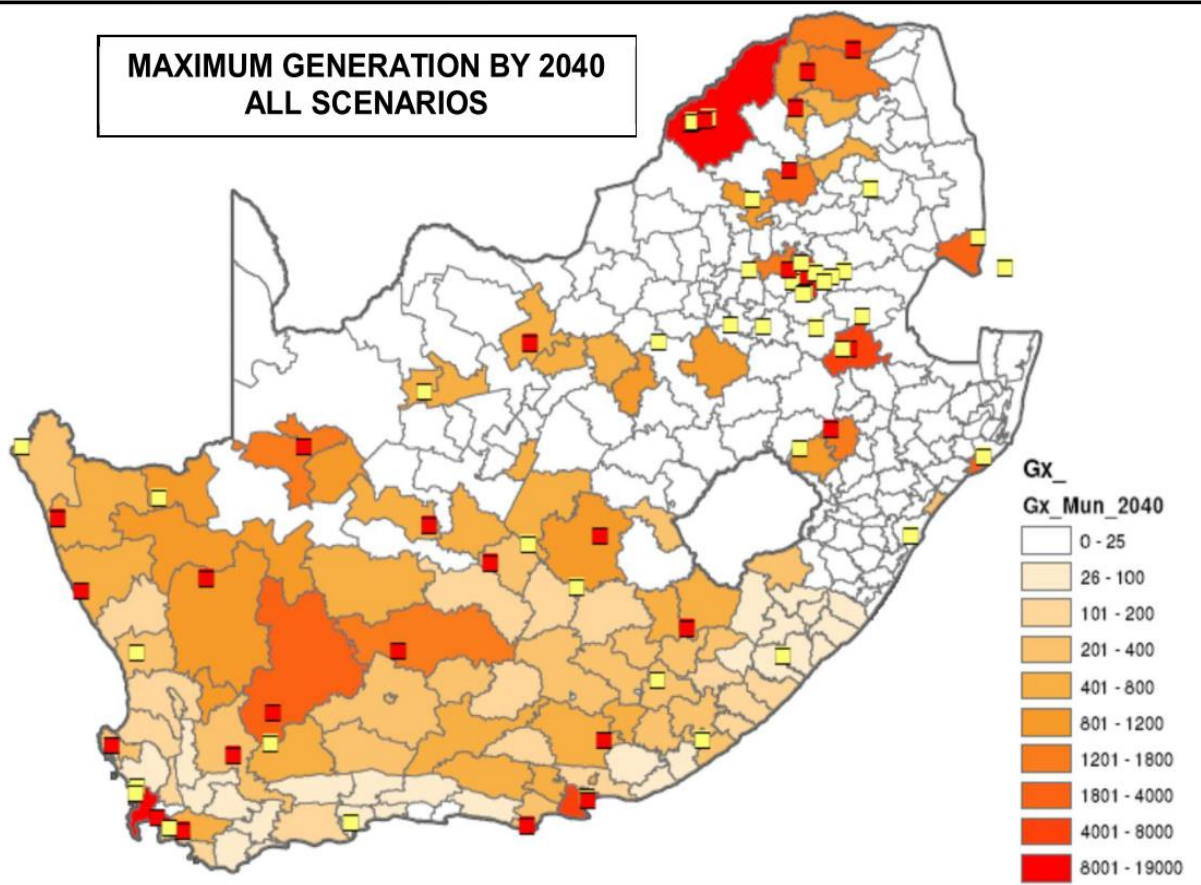 MAXIMUM GENERATION BY 2040
ALL SCENARIOS
Gx_
Gx_Mun_2040
0 - 25
26 - 100
101 - 200
201 - 400
401 - 800
801 - 1200
1201 - 1800
1801 - 4000
4001 - 8000
8001 - 19000